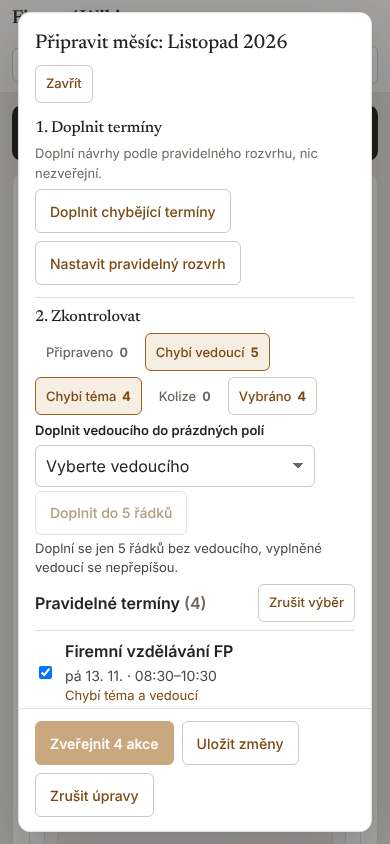 Připravit měsíc: Listopad 2026
Zavřít
1. Doplnit termíny
Doplní návrhy podle pravidelného rozvrhu, nic
nezveřejní.
Doplnit chybějící termíny
Nastavit pravidelný rozvrh
2. Zkontrolovat
Připraveno 0
Chybí vedoucí 5
Chybí téma 4
Kolize 0
Vybráno 4
Doplnit vedoucího do prázdných polí
Vyberte vedoucího
Doplnit do 5 řádků
Doplní se jen 5 řádků bez vedoucího, vyplněné
vedoucí se nepřepíšou.
Pravidelné termíny (4)
Zrušit výběr
Firemní vzdělávání FP
pá 13. 11. · 08:30–10:30
Chybí téma a vedoucí
Zveřejnit 4 akce
Uložit změny
Zrušit úpravy